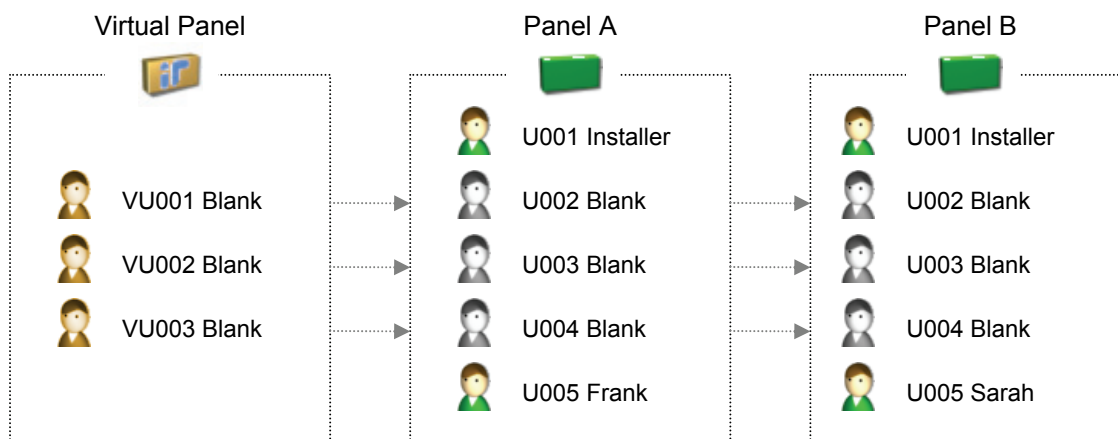 Virtual Panel
Panel A
Panel B
U001 Installer
U001 Installer
VU001 Blank
U002 Blank
U002 Blank
VU002 Blank
U003 Blank
U003 Blank
VU003 Blank
U004 Blank
U004 Blank
U005 Frank
U005 Sarah